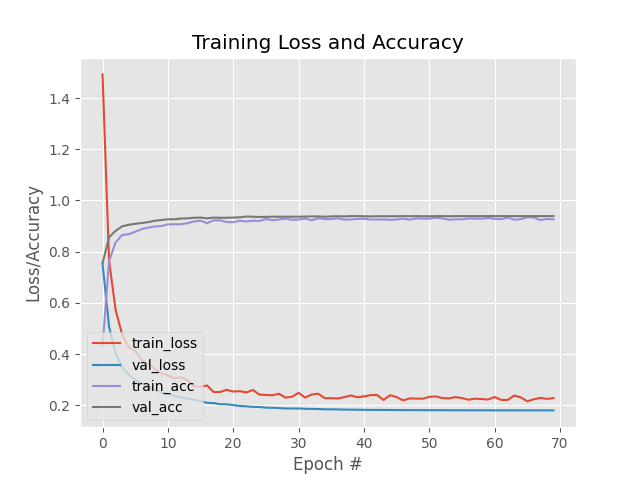 Training Loss and Accuracy
Loss/Accuracy
1.4
1.2
1.0
0.8
0.6
0.4
0.2
train_loss
val_loss
train_acc
val_acc
0 10 20 30 40 50 60 70
Epoch #